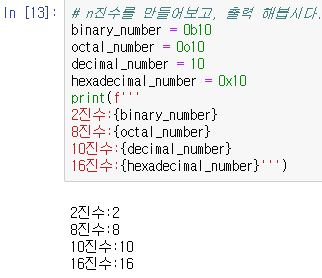 In [13]: # n진수를 만들어보고, 출력 해봅시다.
binary_number = 0b10
octal_number = 0o10
decimal_number = 10
hexadecimal_number = 0x10
print(f'''
2진수:{binary_number}
8진수:{octal_number}
10진수:{decimal_number}
16진수:{hexadecimal_number}''')
2진수:2
8진수:8
10진수:10
16진수:16